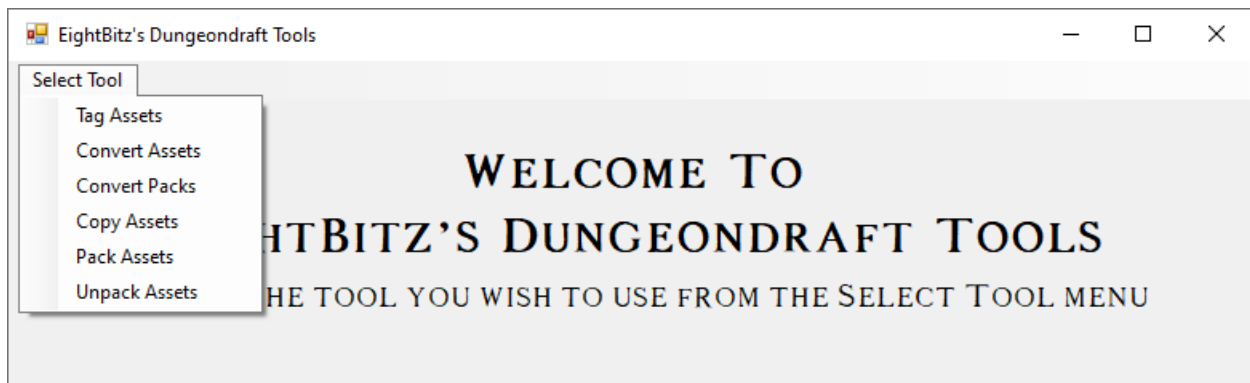 EightBitz's Dungeondraft Tools
Select Tool
Tag Assets
Convert Assets
Convert Packs
Copy Assets
Pack Assets
Unpack Assets
Welcome To
htBitz's Dungeondraft Tools
he tool you wish to use from the Select Tool menu